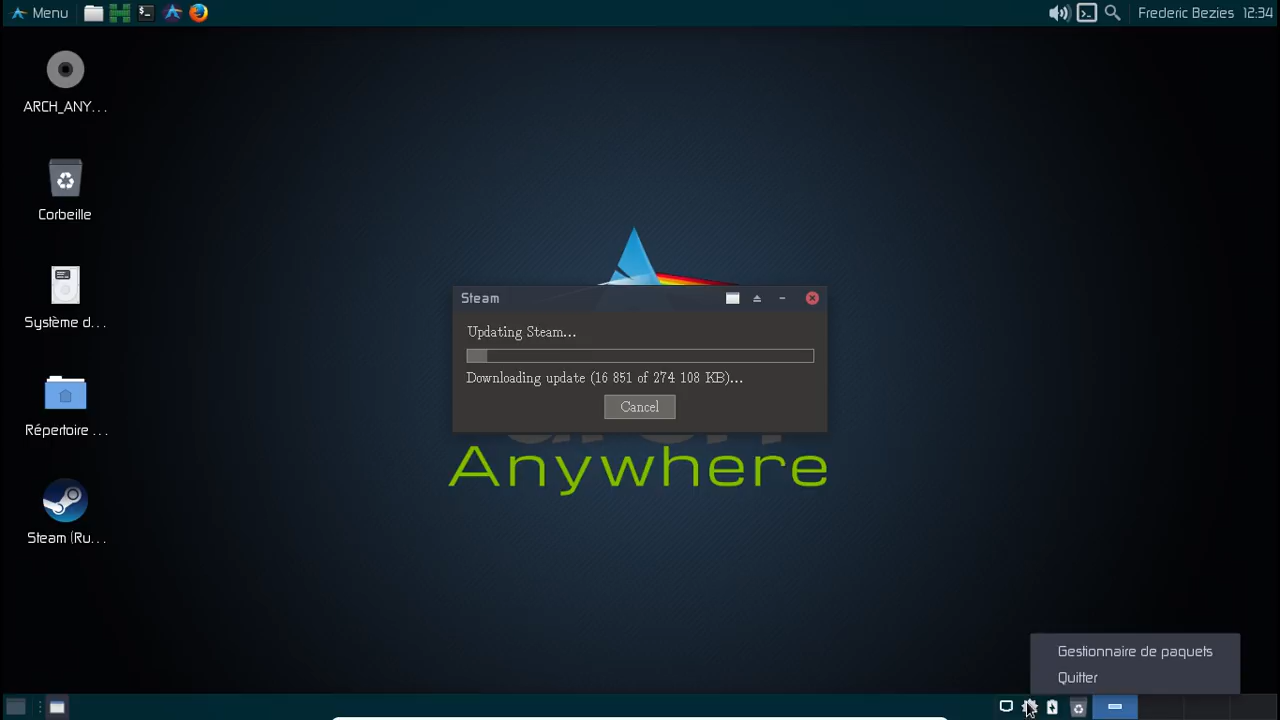 Menu
Frederic Bezies 12:34
ARCH_ANY...
Corbeille
Système d...
Répertoire ...
Steam (Ru...
Steam
Updating Steam...
Downloading update (16 851 of 274 108 KB)...
Cancel
Anywhere
Gestionnaire de paquets
Quitter